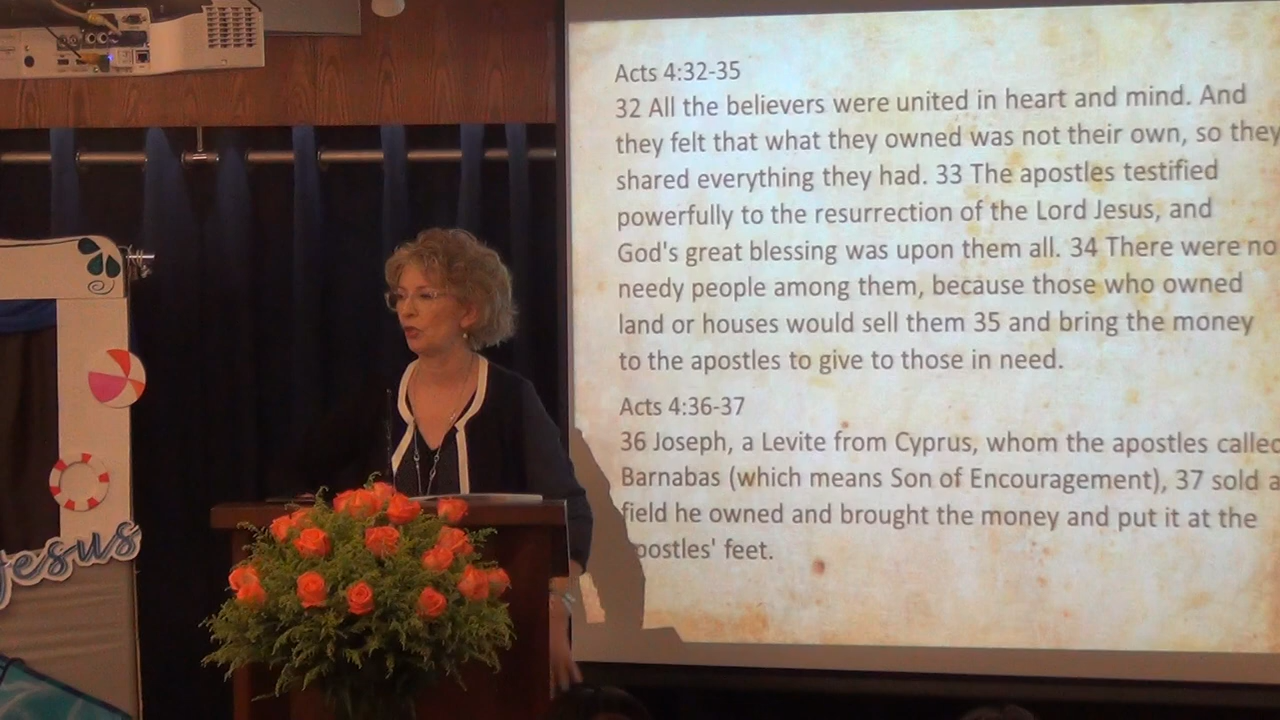 Acts 4:32-35
32 All the believers were united in heart and mind. And
they felt that what they owned was not their own, so they
shared everything they had. 33 The apostles testified
powerfully to the resurrection of the Lord Jesus, and
God's great blessing was upon them all. 34 There were no
needy people among them, because those who owned
land or houses would sell them 35 and bring the money
to the apostles to give to those in need.
Acts 4:36-37
36 Joseph, a Levite from Cyprus, whom the apostles called
Barnabas (which means Son of Encouragement), 37 sold a
field he owned and brought the money and put it at the
postles' feet.
Jesus